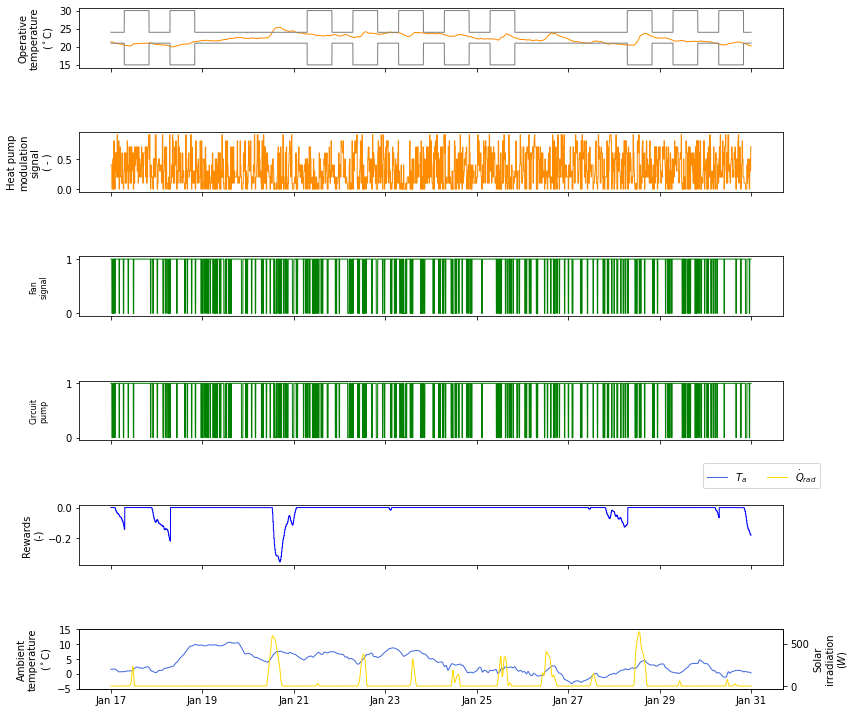 Operative
temperature
(°C)
30
25
20
15
Heat pump
modulation
signal
( - )
0.5
0.0
Fan
signal
1
0
Circuit
pump
1
0
T_a
Q̇_rad
Rewards
(-)
0.0
−0.2
Ambient
temperature
(°C)
15
10
5
0
−5
500
0
Solar
irradiation
(W)
Jan 17
Jan 19
Jan 21
Jan 23
Jan 25
Jan 27
Jan 29
Jan 31